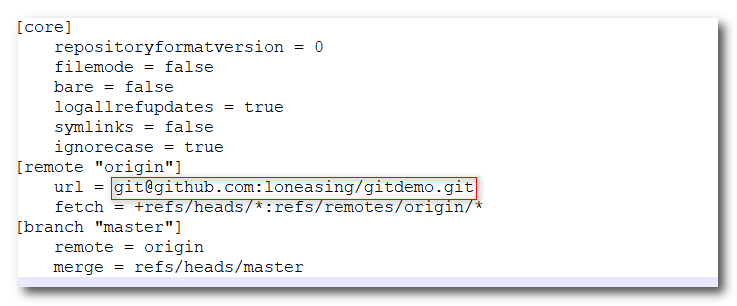 [core]
    repositoryformatversion = 0
    filemode = false
    bare = false
    logallrefupdates = true
    symlinks = false
    ignorecase = true
[remote "origin"]
    url = git@github.com:loneasing/gitdemo.git
    fetch = +refs/heads/*:refs/remotes/origin/*
[branch "master"]
    remote = origin
    merge = refs/heads/master